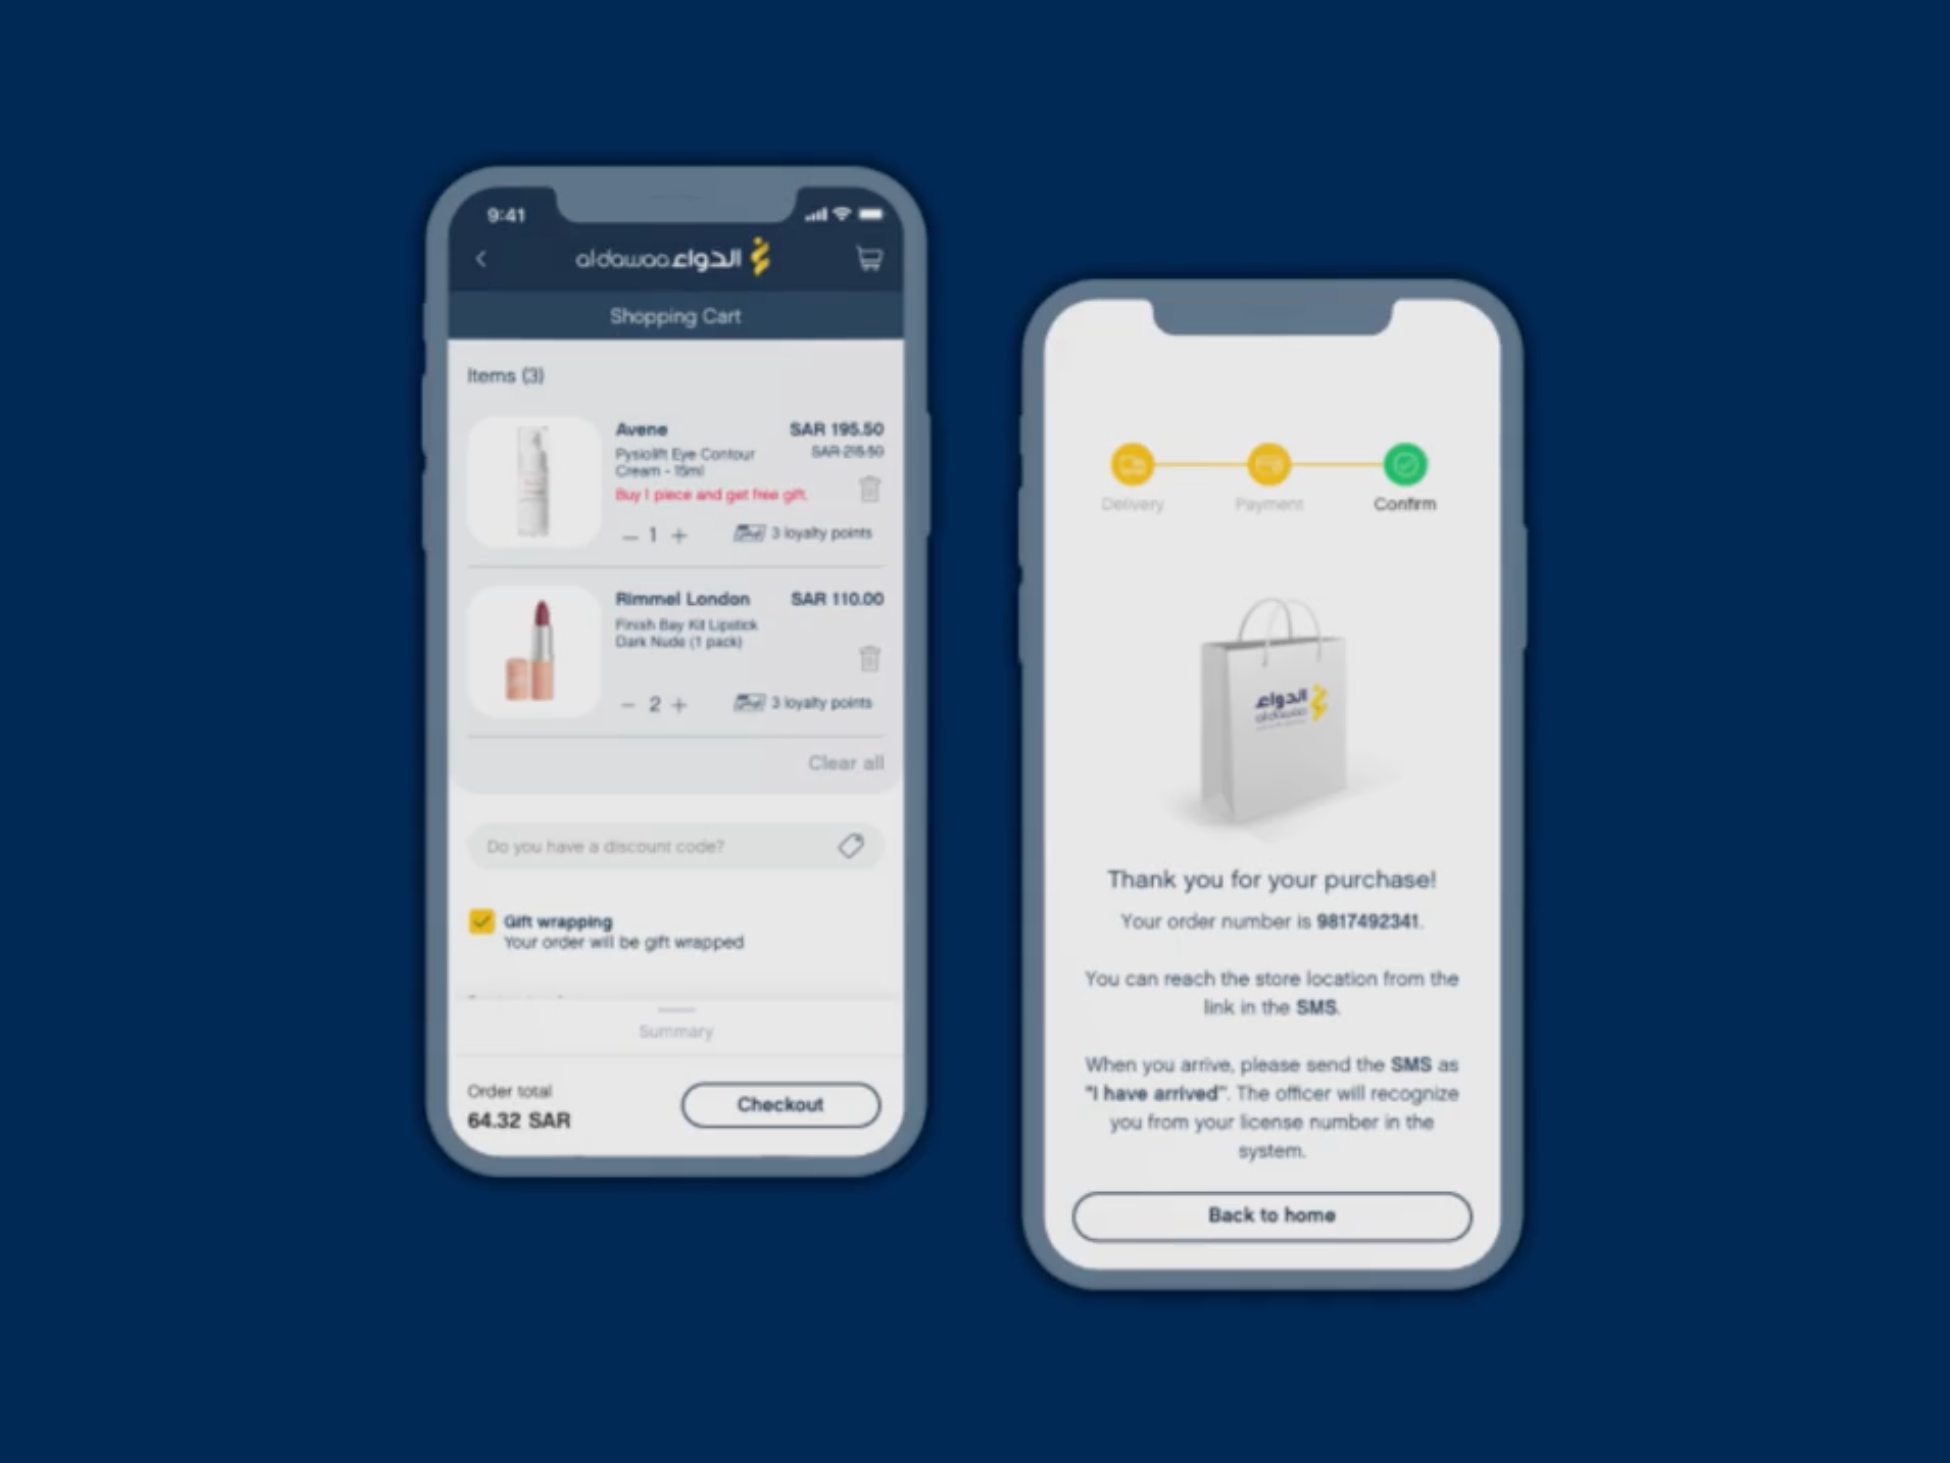 9:41
al-dawaa الدواء
Shopping Cart
Items (3)
Avene
SAR 195.50
Pysiolift Eye Contour
SAR 215.50
Cream - 15ml
Buy 1 piece and get free gift.
– 1 +
3 loyalty points
Rimmel London
SAR 110.00
Finish Bay Kit Lipstick
Dark Nude (1 pack)
– 2 +
3 loyalty points
Clear all
Do you have a discount code?
Gift wrapping
Your order will be gift wrapped
Summary
Order total
64.32 SAR
Checkout
Delivery
Payment
Confirm
الدواء
al-dawaa
Thank you for your purchase!
Your order number is 9817492341.
You can reach the store location from the
link in the SMS.
When you arrive, please send the SMS as
"I have arrived". The officer will recognize
you from your license number in the
system.
Back to home